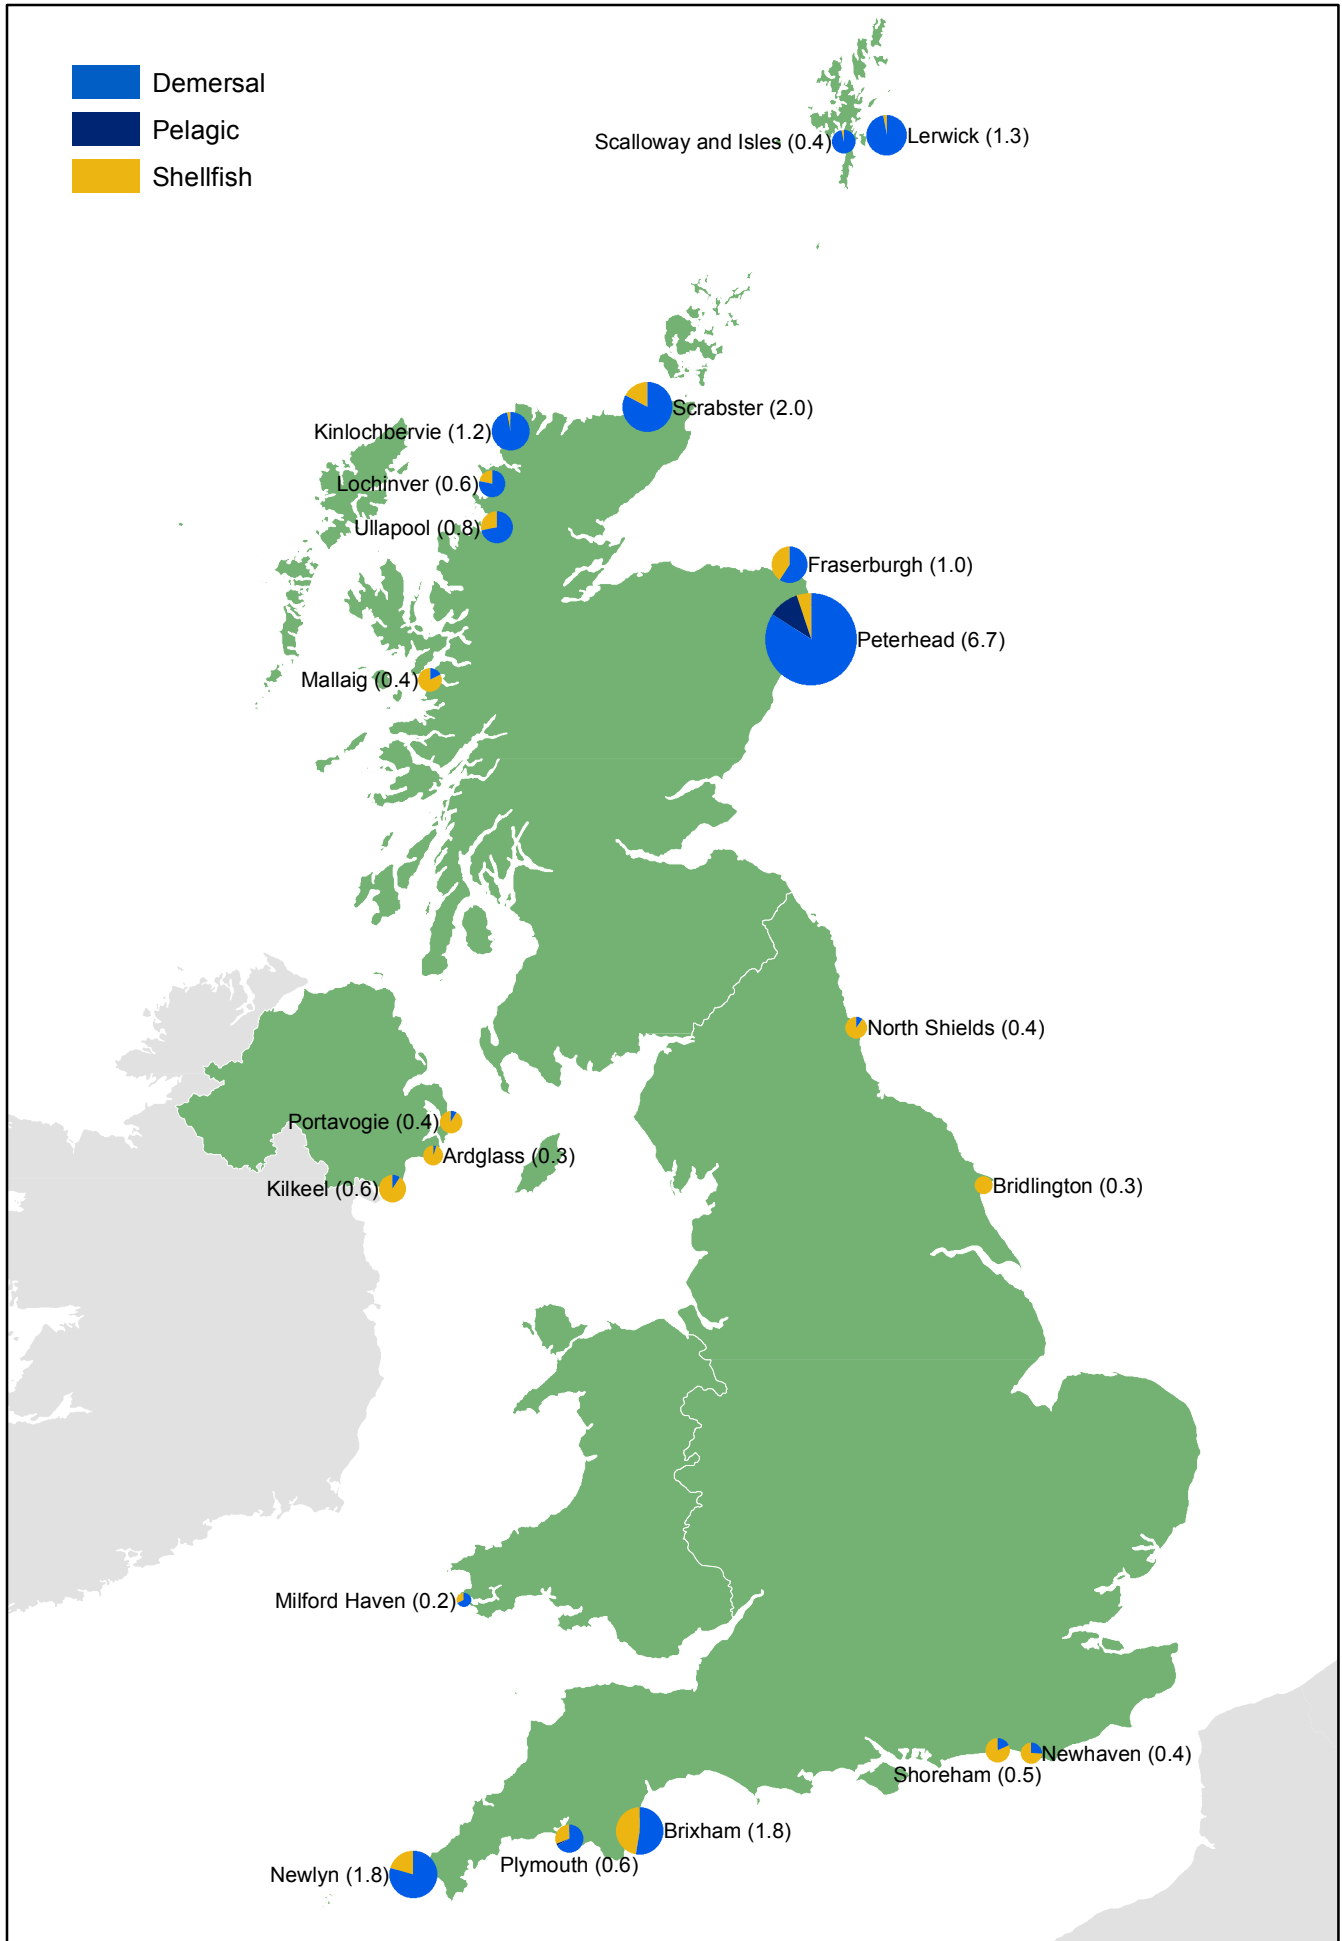 Demersal
Pelagic
Shellfish
Scalloway and Isles (0.4)
Lerwick (1.3)
Scrabster (2.0)
Kinlochbervie (1.2)
Lochinver (0.6)
Ullapool (0.8)
Fraserburgh (1.0)
Peterhead (6.7)
Mallaig (0.4)
North Shields (0.4)
Portavogie (0.4)
Ardglass (0.3)
Kilkeel (0.6)
Bridlington (0.3)
Milford Haven (0.2)
Newhaven (0.4)
Shoreham (0.5)
Brixham (1.8)
Plymouth (0.6)
Newlyn (1.8)